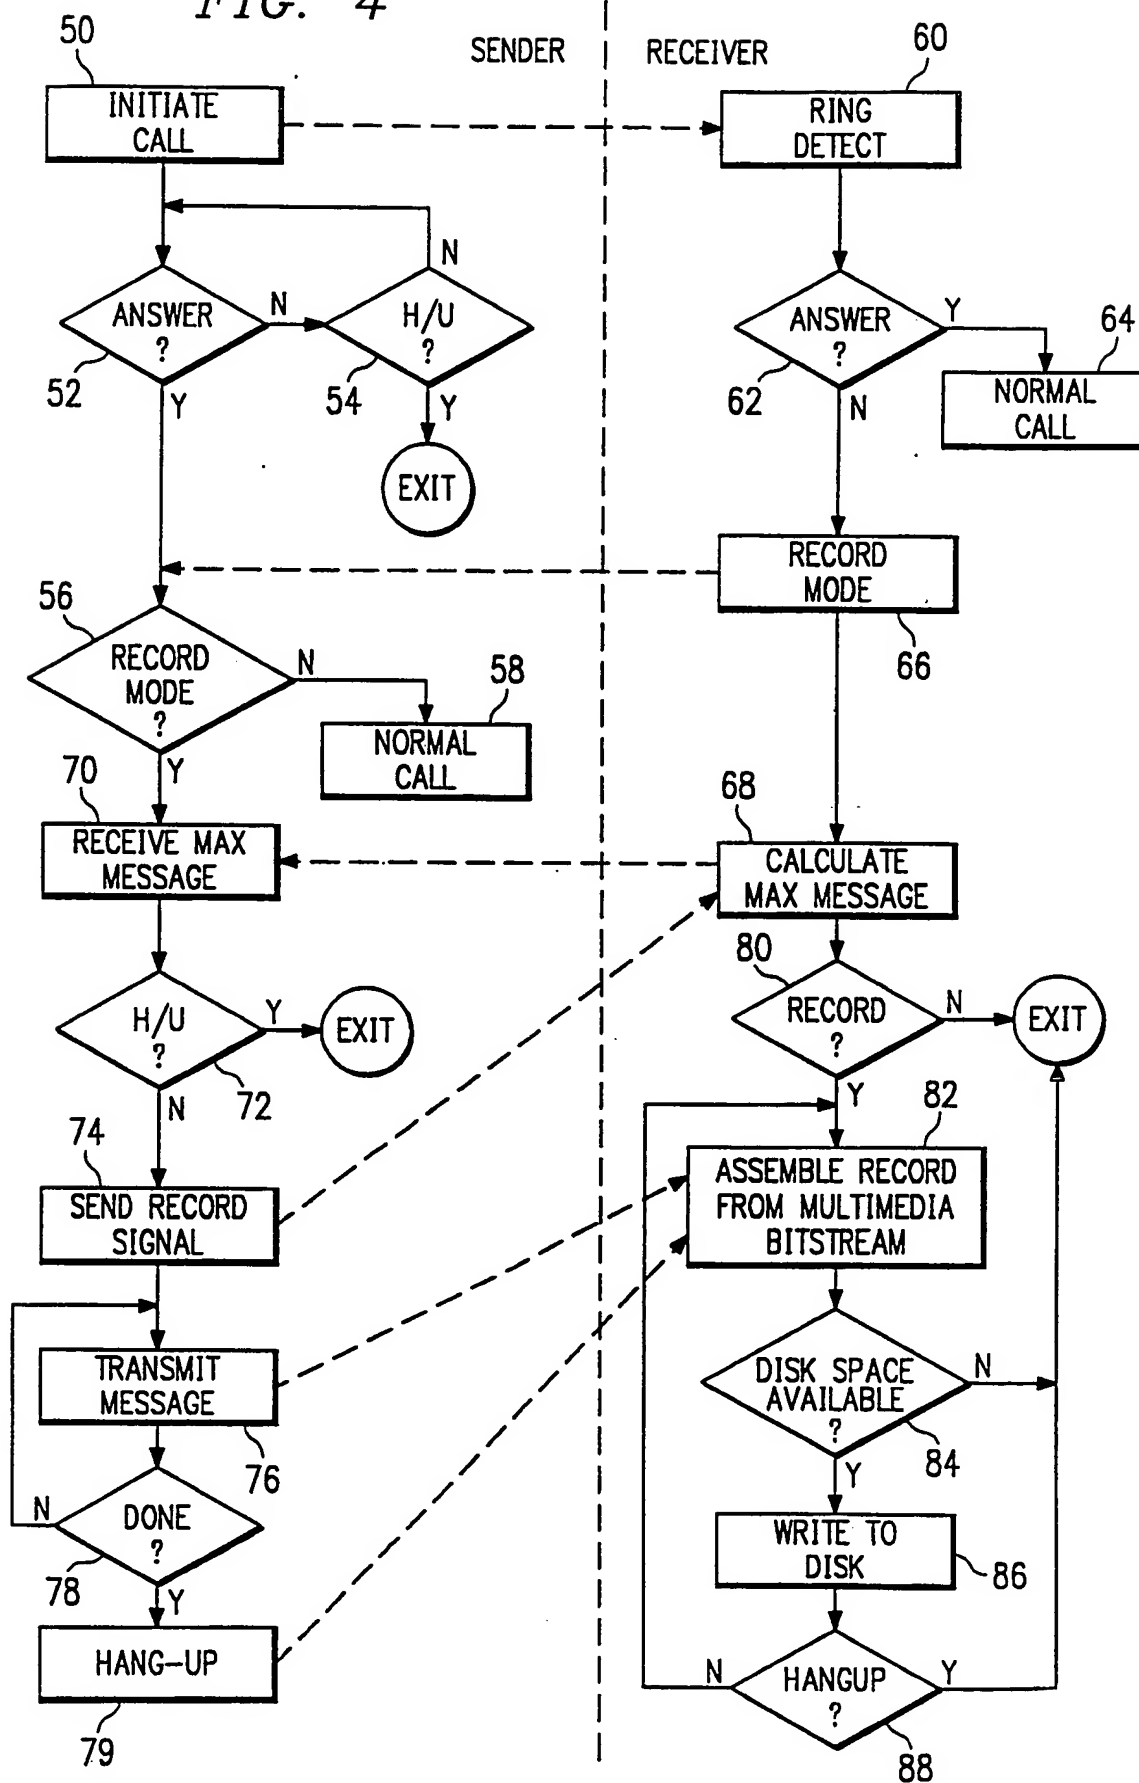 FIG. 4
50
SENDER
RECEIVER
60
INITIATE
CALL
RING
DETECT
N
ANSWER
?
N
H/U
?
ANSWER
?
Y
64
52
Y
54
Y
62
N
NORMAL
CALL
EXIT
RECORD
MODE
56
66
RECORD
MODE
?
N
58
NORMAL
CALL
70
Y
68
RECEIVE MAX
MESSAGE
CALCULATE
MAX MESSAGE
80
H/U
?
Y
EXIT
RECORD
?
N
EXIT
72
N
Y
82
74
SEND RECORD
SIGNAL
ASSEMBLE RECORD
FROM MULTIMEDIA
BITSTREAM
TRANSMIT
MESSAGE
DISK SPACE
AVAILABLE
?
N
76
84
Y
N
DONE
?
WRITE TO
DISK
78
Y
86
HANG-UP
N
HANGUP
?
Y
79
88